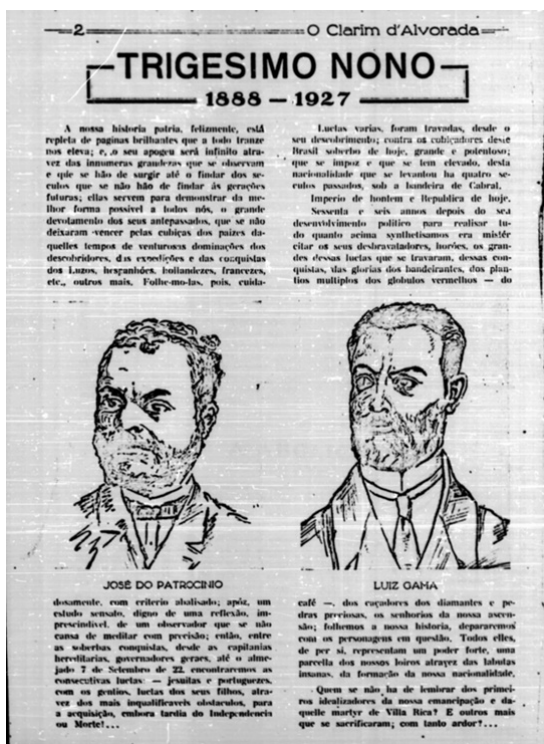 2
O Clarim d'Alvorada
TRIGESIMO NONO
1888 — 1927
A nossa historia patria, felizmente, está
repleta de paginas brilhantes que a todo tranze
nos eleva; e, o seu apogeu será infinito atra-
vez das innumeras grandezas que se observam
e que se hão de surgir até o findar dos se-
culos que se não hão de findar ás gerações
futuras; ellas servem para demonstrar da me-
lhor forma possivel a todos nós, o grande
devotamento dos seus antepassados, que se não
deixaram vencer pelas cubiças dos paizes da-
quelles tempos de venturosos dominações dos
descobridores, das expedições e das conquistas
dos Luzos, hespanhóes, hollandezes, francezes,
etc., outros mais. Folhe-mo-las, pois, cuida-
dosamente, com criterio abalisado; apóz, um
estudo sensato, digno de uma reflexão, im-
prescindivel, de um observador que se não
cansa de meditar com previsão; então, entre
as soberbas conquistas, desde as capitanias
hereditarias, governadores geraes, até o alme-
jado 7 de Setembro de 22, encontraremos as
consecutivas luctas — jesuitas e portuguezes,
com os gentios, luctas dos seus filhos, atra-
vez dos mais inqualificaveis obstaculos, para
a acquisição, embora tardia do Independencia
ou Morte!...
Luctas varias, foram travadas, desde o
seu descobrimento; contra os cubiçadores deste
Brasil soberbo de hoje, grande e potentoso;
que se impoz e que se tem elevado, desta
nacionalidade que se levantou ha quatro se-
culos passados, sob a bandeira de Cabral.
Imperio de hontem e Republica de hoje.
Sessenta e seis annos depois do seu
desenvolvimento politico para realisar tu-
do quanto acima synthetisamos era mistér
citar os seus desbravatadores, horóes, os gran-
des dessas luctas que se travaram, dessas con-
quistas, das glorias dos bandeirantes, dos plan-
tios multiplos dos globulos vermelhos — do
café —, dos caçadores dos diamantes e pe-
dras previosas, os senhorios da nossa ascen-
são; folhemos a nossa historia, depararemos
com os personagens em questão. Todos elles,
de per si, representam um poder forte, uma
parcella dos nossos loiros atravez das labutas
insanas, da formação da nossa nacionalidade.
Quem se não ha de lembrar dos primei-
ros idealizadores da nossa emancipação e da-
quelle martyr de Villa Rica? E outros mais
que se sacrificaram; com tanto ardor?...
JOSÉ DO PATROCINIO
LUIZ GAMA